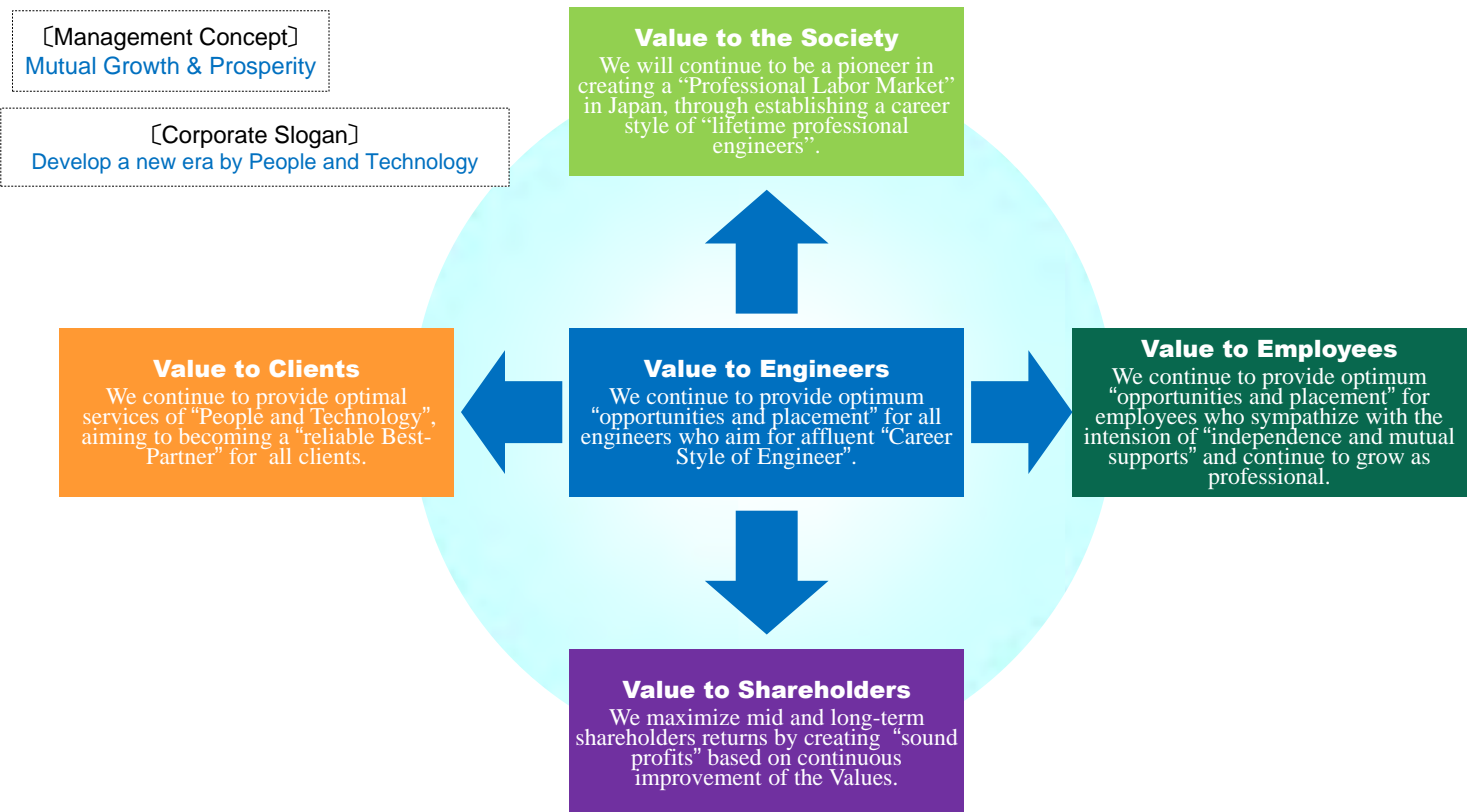 〔Management Concept〕
Mutual Growth & Prosperity
〔Corporate Slogan〕
Develop a new era by People and Technology
Value to the Society
We will continue to be a pioneer in
creating a “Professional Labor Market”
in Japan, through establishing a career
style of “lifetime professional
engineers”.
Value to Clients
We continue to provide optimal
services of “People and Technology”,
aiming to becoming a “reliable Best-
Partner” for all clients.
Value to Engineers
We continue to provide optimum
“opportunities and placement” for all
engineers who aim for affluent “Career
Style of Engineer”.
Value to Employees
We continue to provide optimum
“opportunities and placement” for
employees who sympathize with the
intension of “independence and mutual
supports” and continue to grow as
professional.
Value to Shareholders
We maximize mid and long-term
shareholders returns by creating “sound
profits” based on continuous
improvement of the Values.